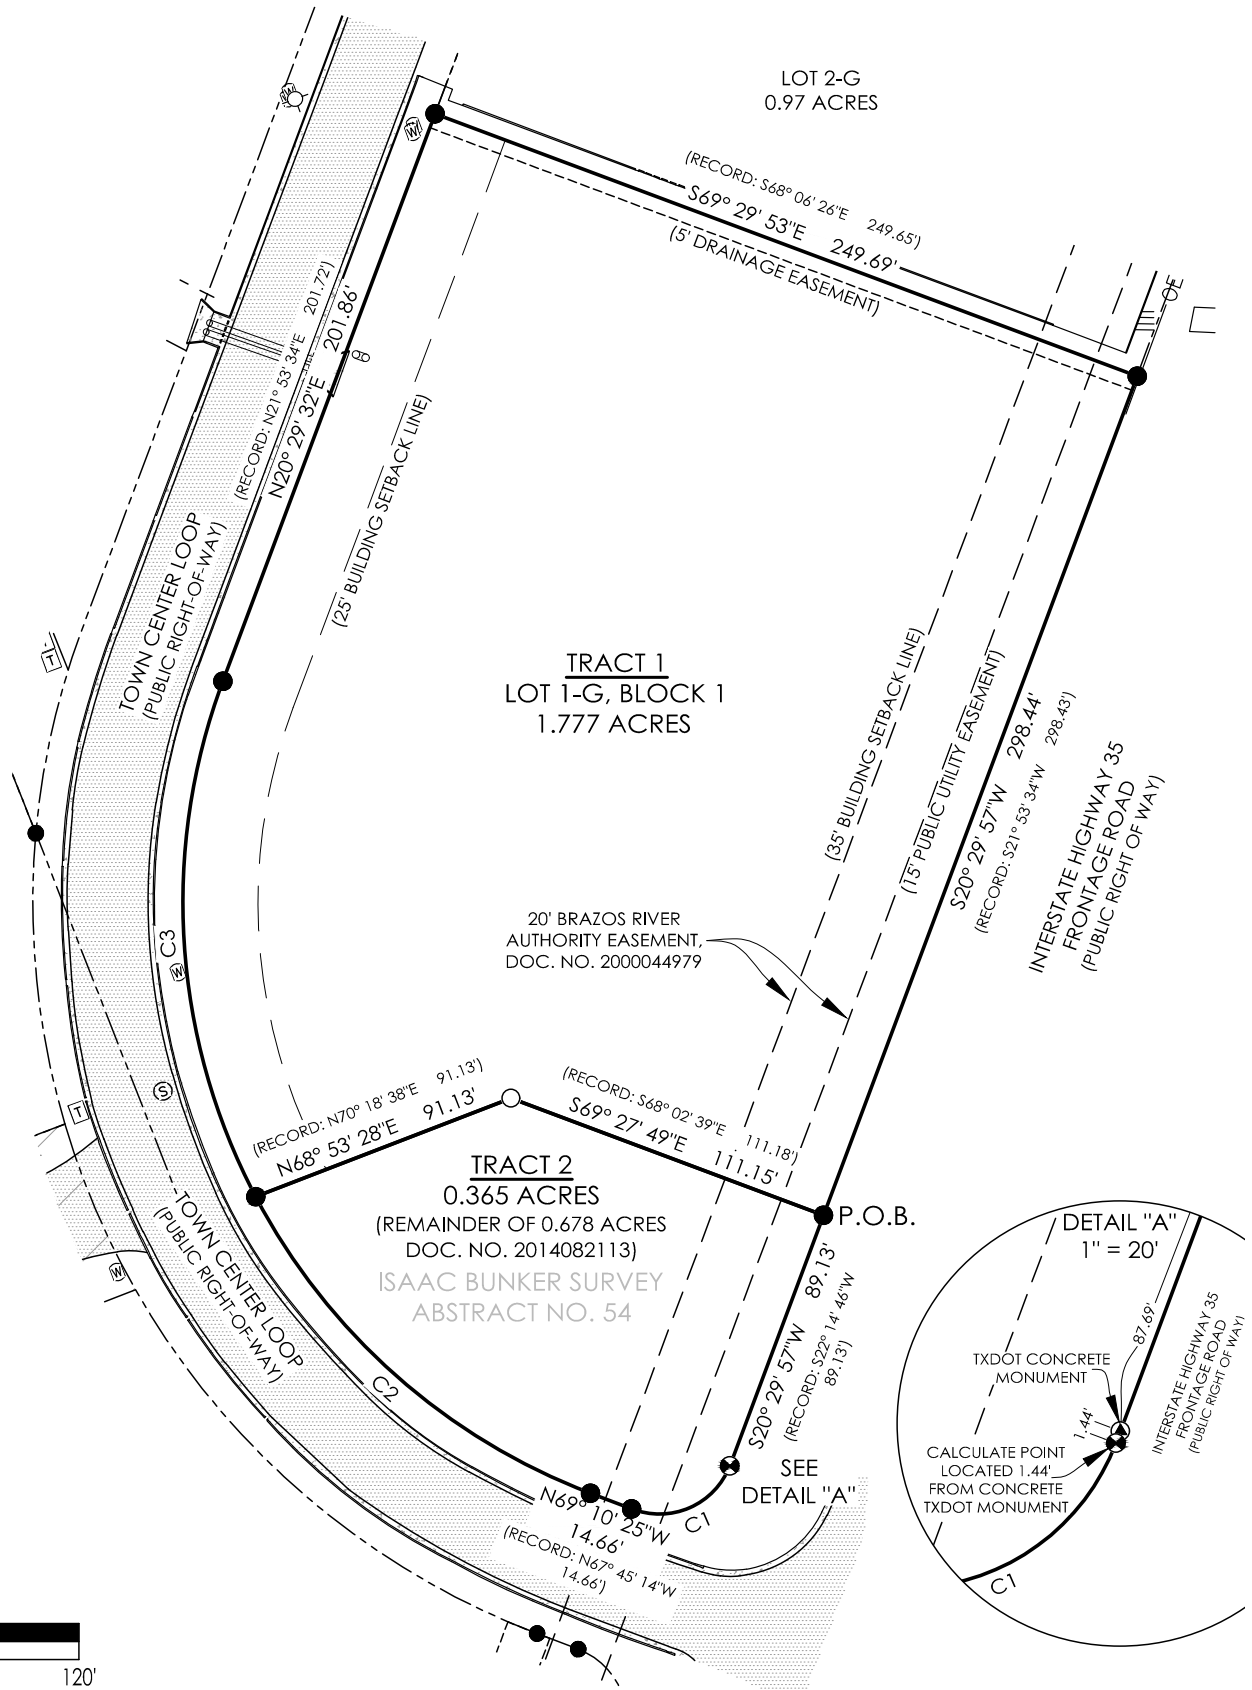 LOT 2-G
0.97 ACRES
(RECORD: S68° 06' 26"E 249.65')
S69° 29' 53"E 249.69'
(5' DRAINAGE EASEMENT)
OE
W
W
(RECORD: N21° 53' 34"E 201.72')
N20° 29' 32"E 201.86'
(25' BUILDING SETBACK LINE)
TOWN CENTER LOOP
(PUBLIC RIGHT-OF-WAY)
T
TRACT 1
LOT 1-G, BLOCK 1
1.777 ACRES
(35' BUILDING SETBACK LINE)
(15' PUBLIC UTILITY EASEMENT)
S20° 29' 57"W 298.44'
(RECORD: S21° 53' 34"W 298.43')
INTERSTATE HIGHWAY 35
FRONTAGE ROAD
(PUBLIC RIGHT OF WAY)
20' BRAZOS RIVER
AUTHORITY EASEMENT,
DOC. NO. 2000044979
C3
W
S
T
(RECORD: N70° 18' 38"E 91.13')
N68° 53' 28"E 91.13'
(RECORD: S68° 02' 39"E 111.18')
S69° 27' 49"E 111.15'
TRACT 2
0.365 ACRES
(REMAINDER OF 0.678 ACRES
DOC. NO. 2014082113)
ISAAC BUNKER SURVEY
ABSTRACT NO. 54
P.O.B.
TOWN CENTER LOOP
(PUBLIC RIGHT-OF-WAY)
W
C2
S20° 29' 57"W 89.13'
(RECORD: S22° 14' 46"W
89.13')
SEE
DETAIL "A"
C1
N69° 10' 25"W
14.66'
(RECORD: N67° 45' 14"W
14.66')
DETAIL "A"
1" = 20'
87.69'
TXDOT CONCRETE
MONUMENT
1.44'
CALCULATE POINT
LOCATED 1.44'
FROM CONCRETE
TXDOT MONUMENT
INTERSTATE HIGHWAY 35
FRONTAGE ROAD
(PUBLIC RIGHT OF WAY)
C1
120'